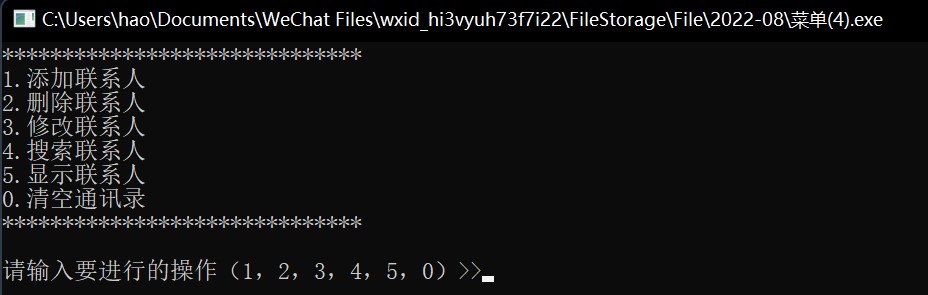 C:\Users\hao\Documents\WeChat Files\wxid_hi3vyuh73f7i22\FileStorage\File\2022-08\菜单(4).exe
******************************
1.添加联系人
2.删除联系人
3.修改联系人
4.搜索联系人
5.显示联系人
0.清空通讯录
******************************
请输入要进行的操作（1，2，3，4，5，0）>>